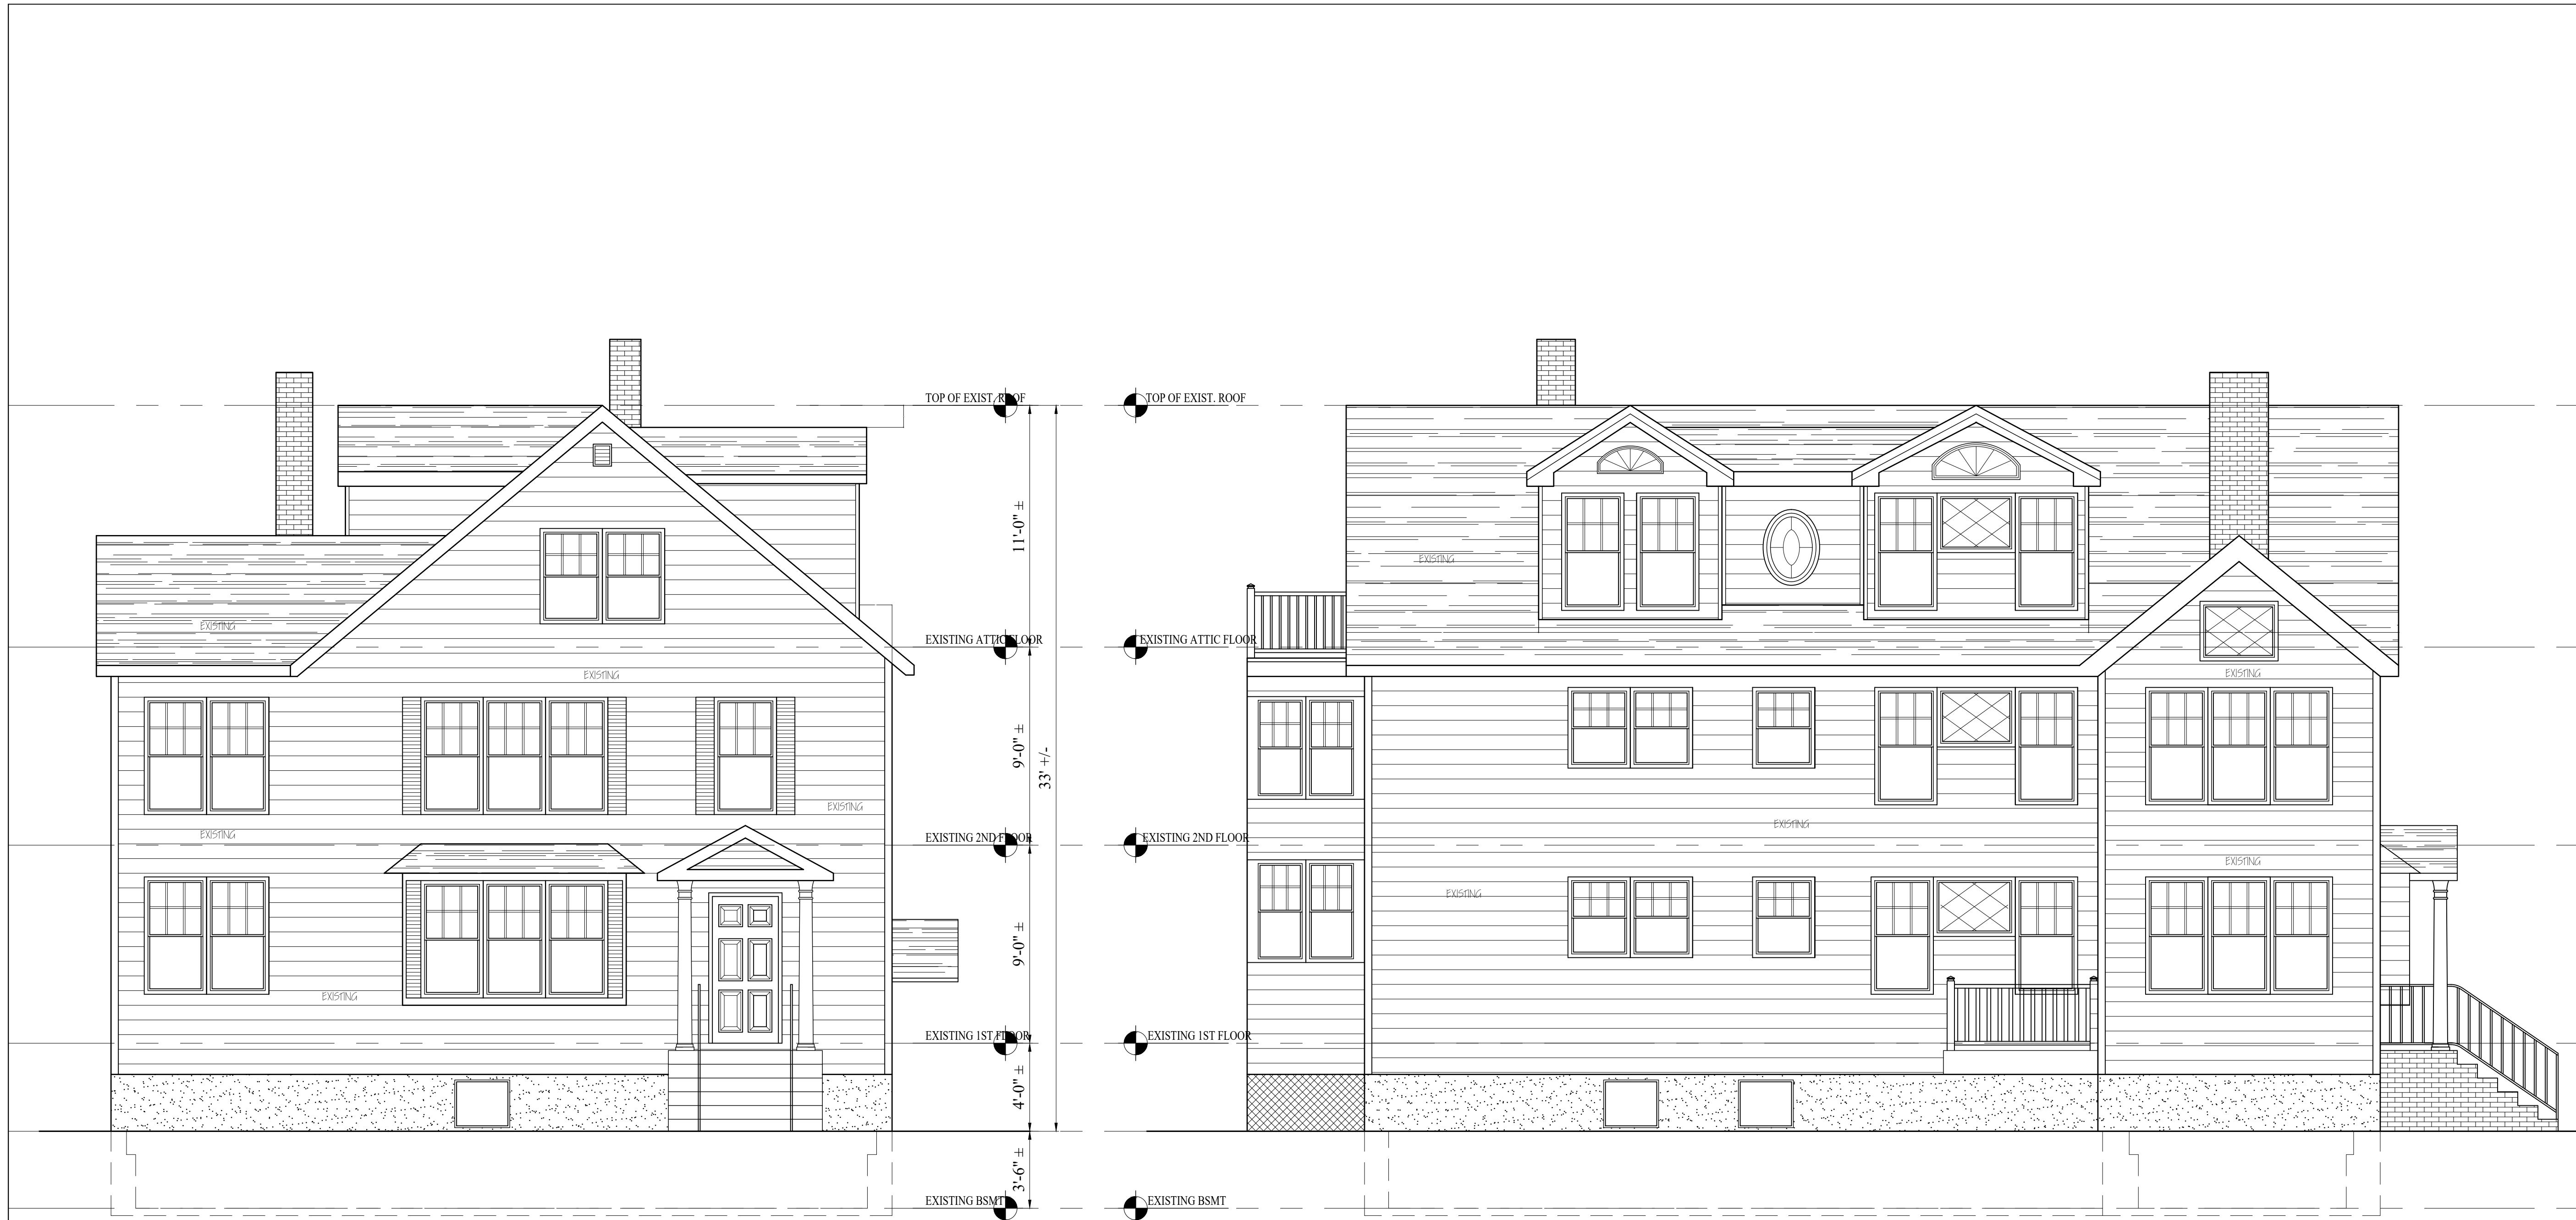 TOP OF EXIST. ROOF
TOP OF EXIST. ROOF
11'-0" ±
EXISTING
EXISTING
EXISTING ATTIC FLOOR
EXISTING ATTIC FLOOR
EXISTING
EXISTING
9'-0" ±
33' +/-
EXISTING
EXISTING
EXISTING
EXISTING 2ND FLOOR
EXISTING 2ND FLOOR
EXISTING
EXISTING
9'-0" ±
EXISTING
EXISTING 1ST FLOOR
EXISTING 1ST FLOOR
4'-0" ±
3'-6" ±
EXISTING BSMT
EXISTING BSMT